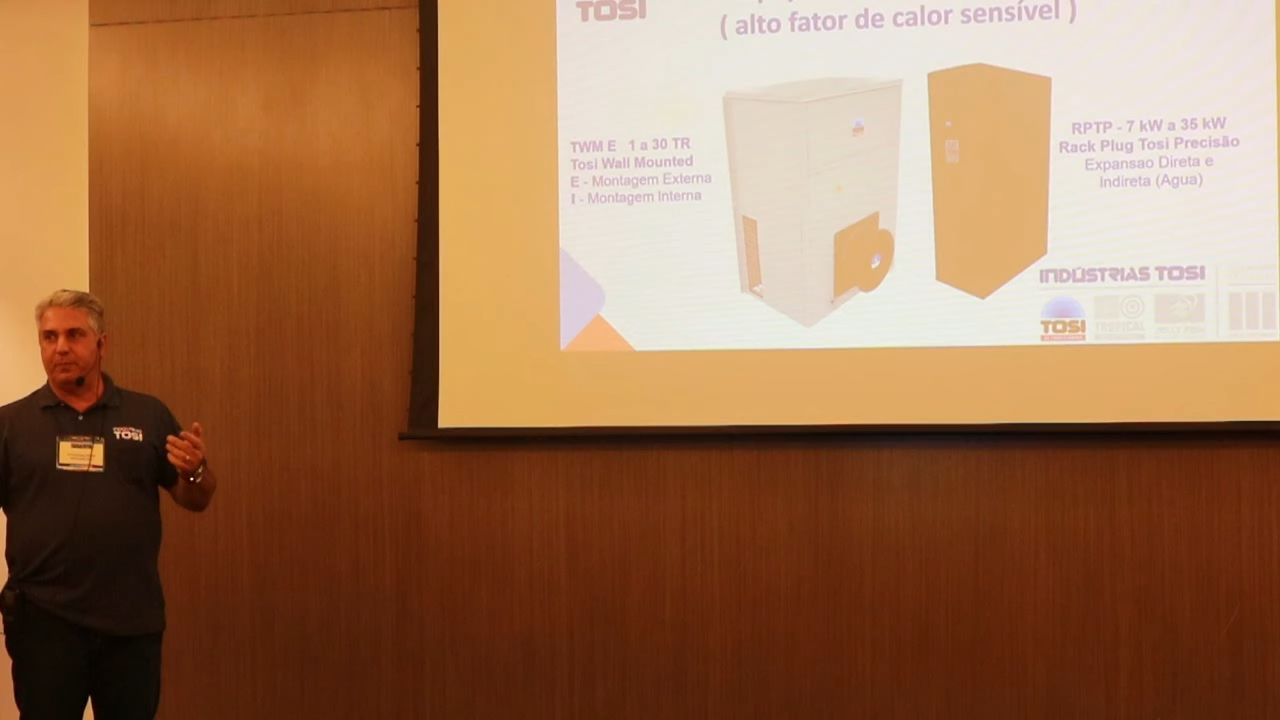 TOSI
( alto fator de calor sensível )
TWM E 1 a 30 TR
Tosi Wall Mounted
E - Montagem Externa
I - Montagem Interna
RPTP - 7 kW a 35 kW
Rack Plug Tosi Precisão
Expansao Direta e
Indireta (Agua)
INDÚSTRIAS TOSI
TOSI
TROPICAL
TOSI